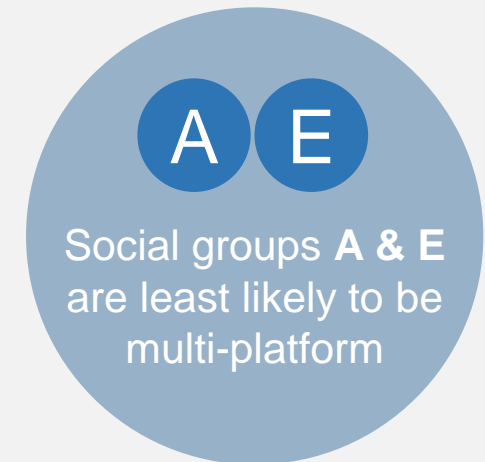 A E
Social groups A & E
are least likely to be
multi-platform